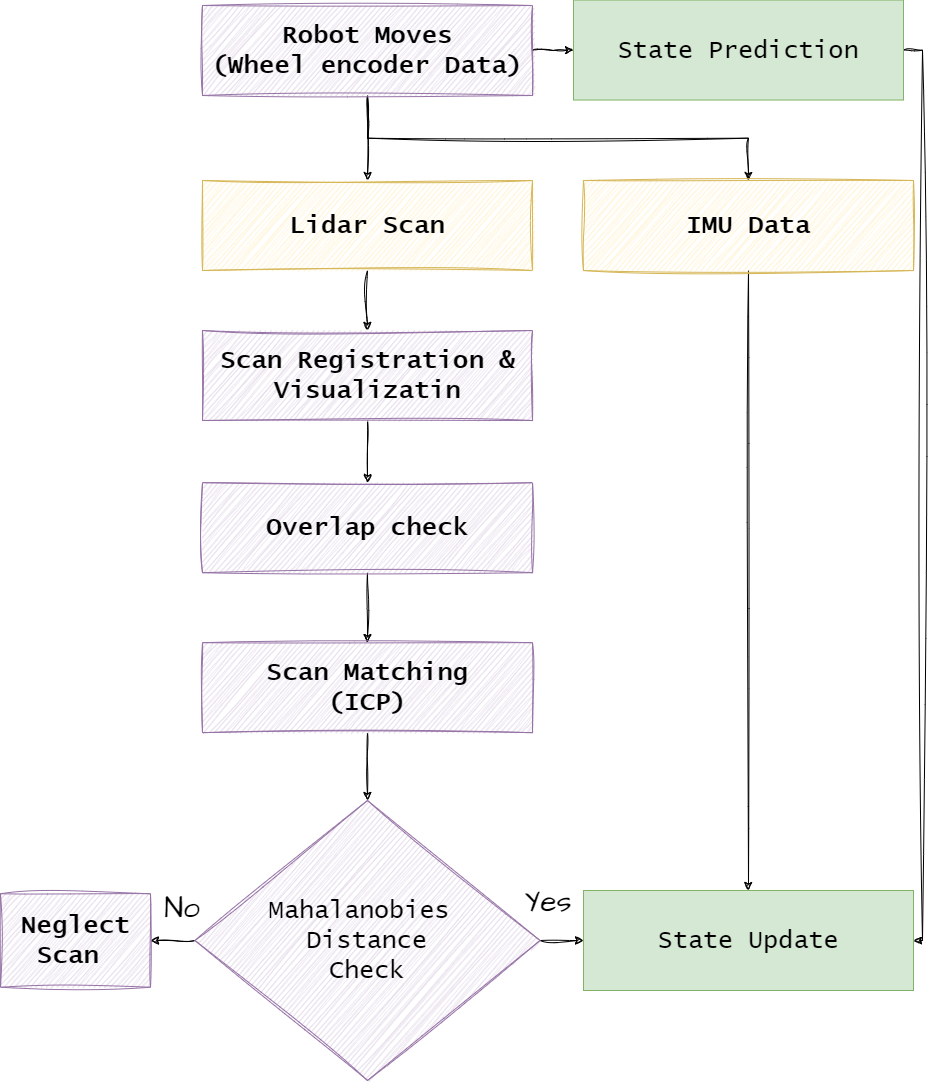 Robot Moves
(Wheel encoder Data)
State Prediction
Lidar Scan
IMU Data
Scan Registration &
Visualizatin
Overlap check
Scan Matching
(ICP)
Mahalanobies
Distance
Check
No
Yes
Neglect
Scan
State Update